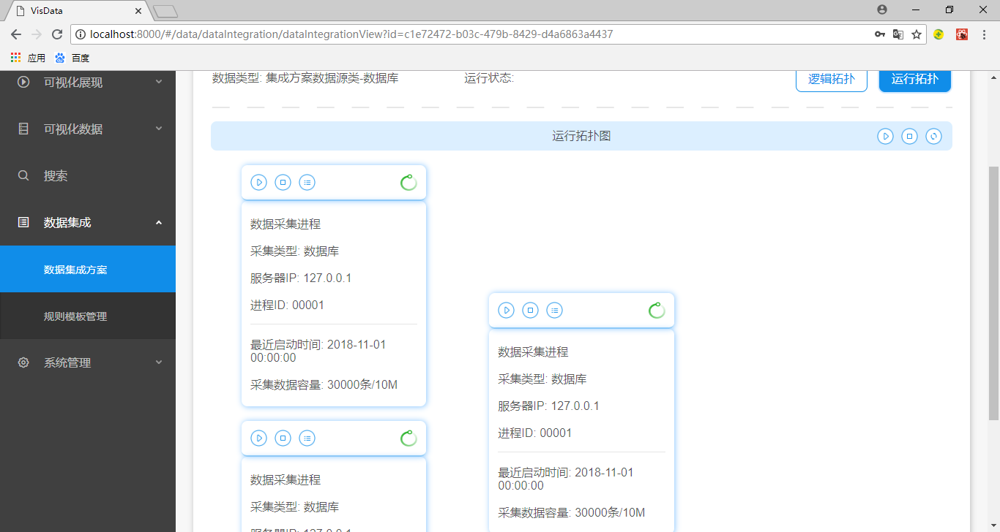 VisData
localhost:8000/#/data/dataIntegration/dataIntegrationView?id=c1e72472-b03c-479b-8429-d4a6863a4437
应用 百度
可视化展现
可视化数据
搜索
数据集成
数据集成方案
规则模板管理
系统管理
数据类型: 集成方案数据源类-数据库 运行状态: 逻辑拓扑 运行拓扑
运行拓扑图
数据采集进程
采集类型: 数据库
服务器IP: 127.0.0.1
进程ID: 00001
最近启动时间: 2018-11-01
00:00:00
采集数据容量: 30000条/10M
数据采集进程
采集类型: 数据库
服务器IP: 127.0.0.1
数据采集进程
采集类型: 数据库
服务器IP: 127.0.0.1
进程ID: 00001
最近启动时间: 2018-11-01
00:00:00
采集数据容量: 30000条/10M